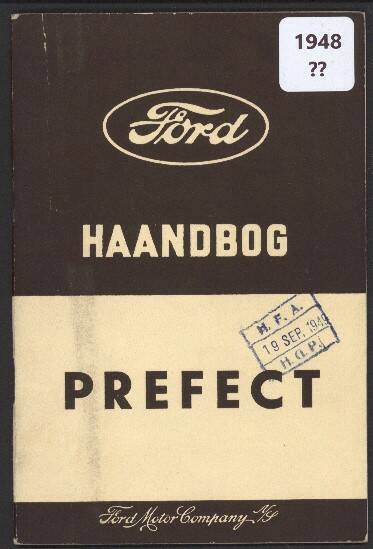 1948
??
Ford
HAANDBOG
H. F. A.
19 SEP. 1949
H. (I. P.)
PREFECT
Ford Motor Company A/S